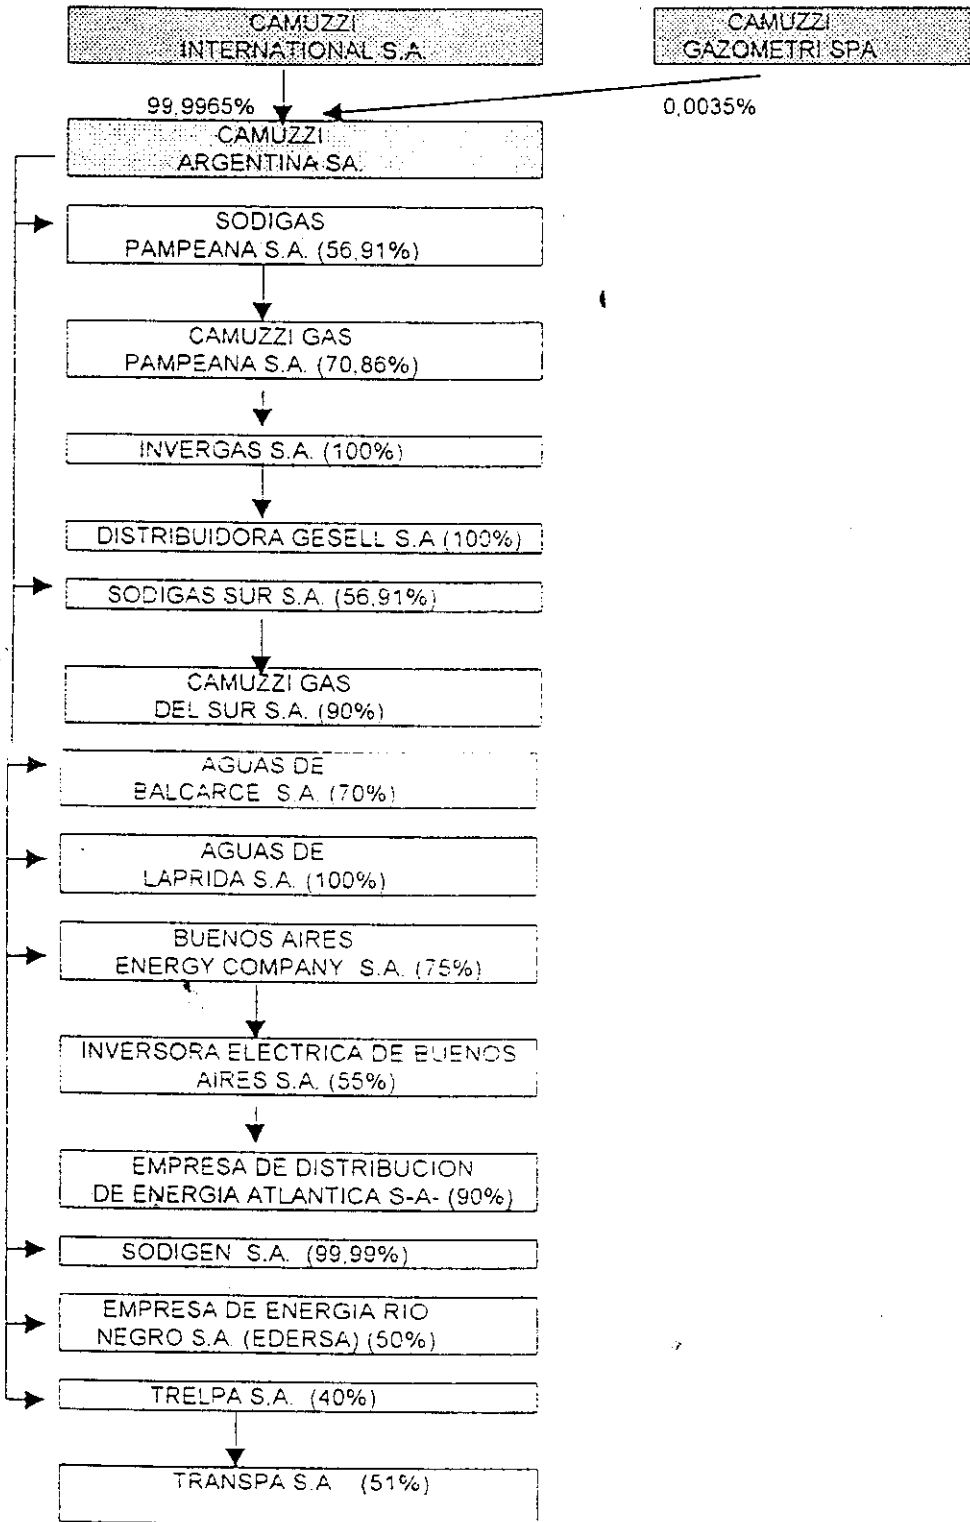 CAMUZZI
INTERNATIONAL S.A.
CAMUZZI
GAZOMETRI SPA
99,9965%
0,0035%
CAMUZZI
ARGENTINA SA.
SODIGAS
PAMPEANA S.A. (56,91%)
CAMUZZI GAS
PAMPEANA S.A. (70,86%)
INVERGAS S.A. (100%)
DISTRIBUIDORA GESELL S.A (100%)
SODIGAS SUR S.A. (56,91%)
CAMUZZI GAS
DEL SUR S.A. (90%)
AGUAS DE
BALCARCE S.A. (70%)
AGUAS DE
LAPRIDA S.A. (100%)
BUENOS AIRES
ENERGY COMPANY S.A. (75%)
INVERSORA ELECTRICA DE BUENOS
AIRES S.A. (55%)
EMPRESA DE DISTRIBUCION
DE ENERGIA ATLANTICA S-A- (90%)
SODIGEN S.A. (99,99%)
EMPRESA DE ENERGIA RIO
NEGRO S.A. (EDERSA) (50%)
TRELPA S.A. (40%)
TRANSPA S.A (51%)